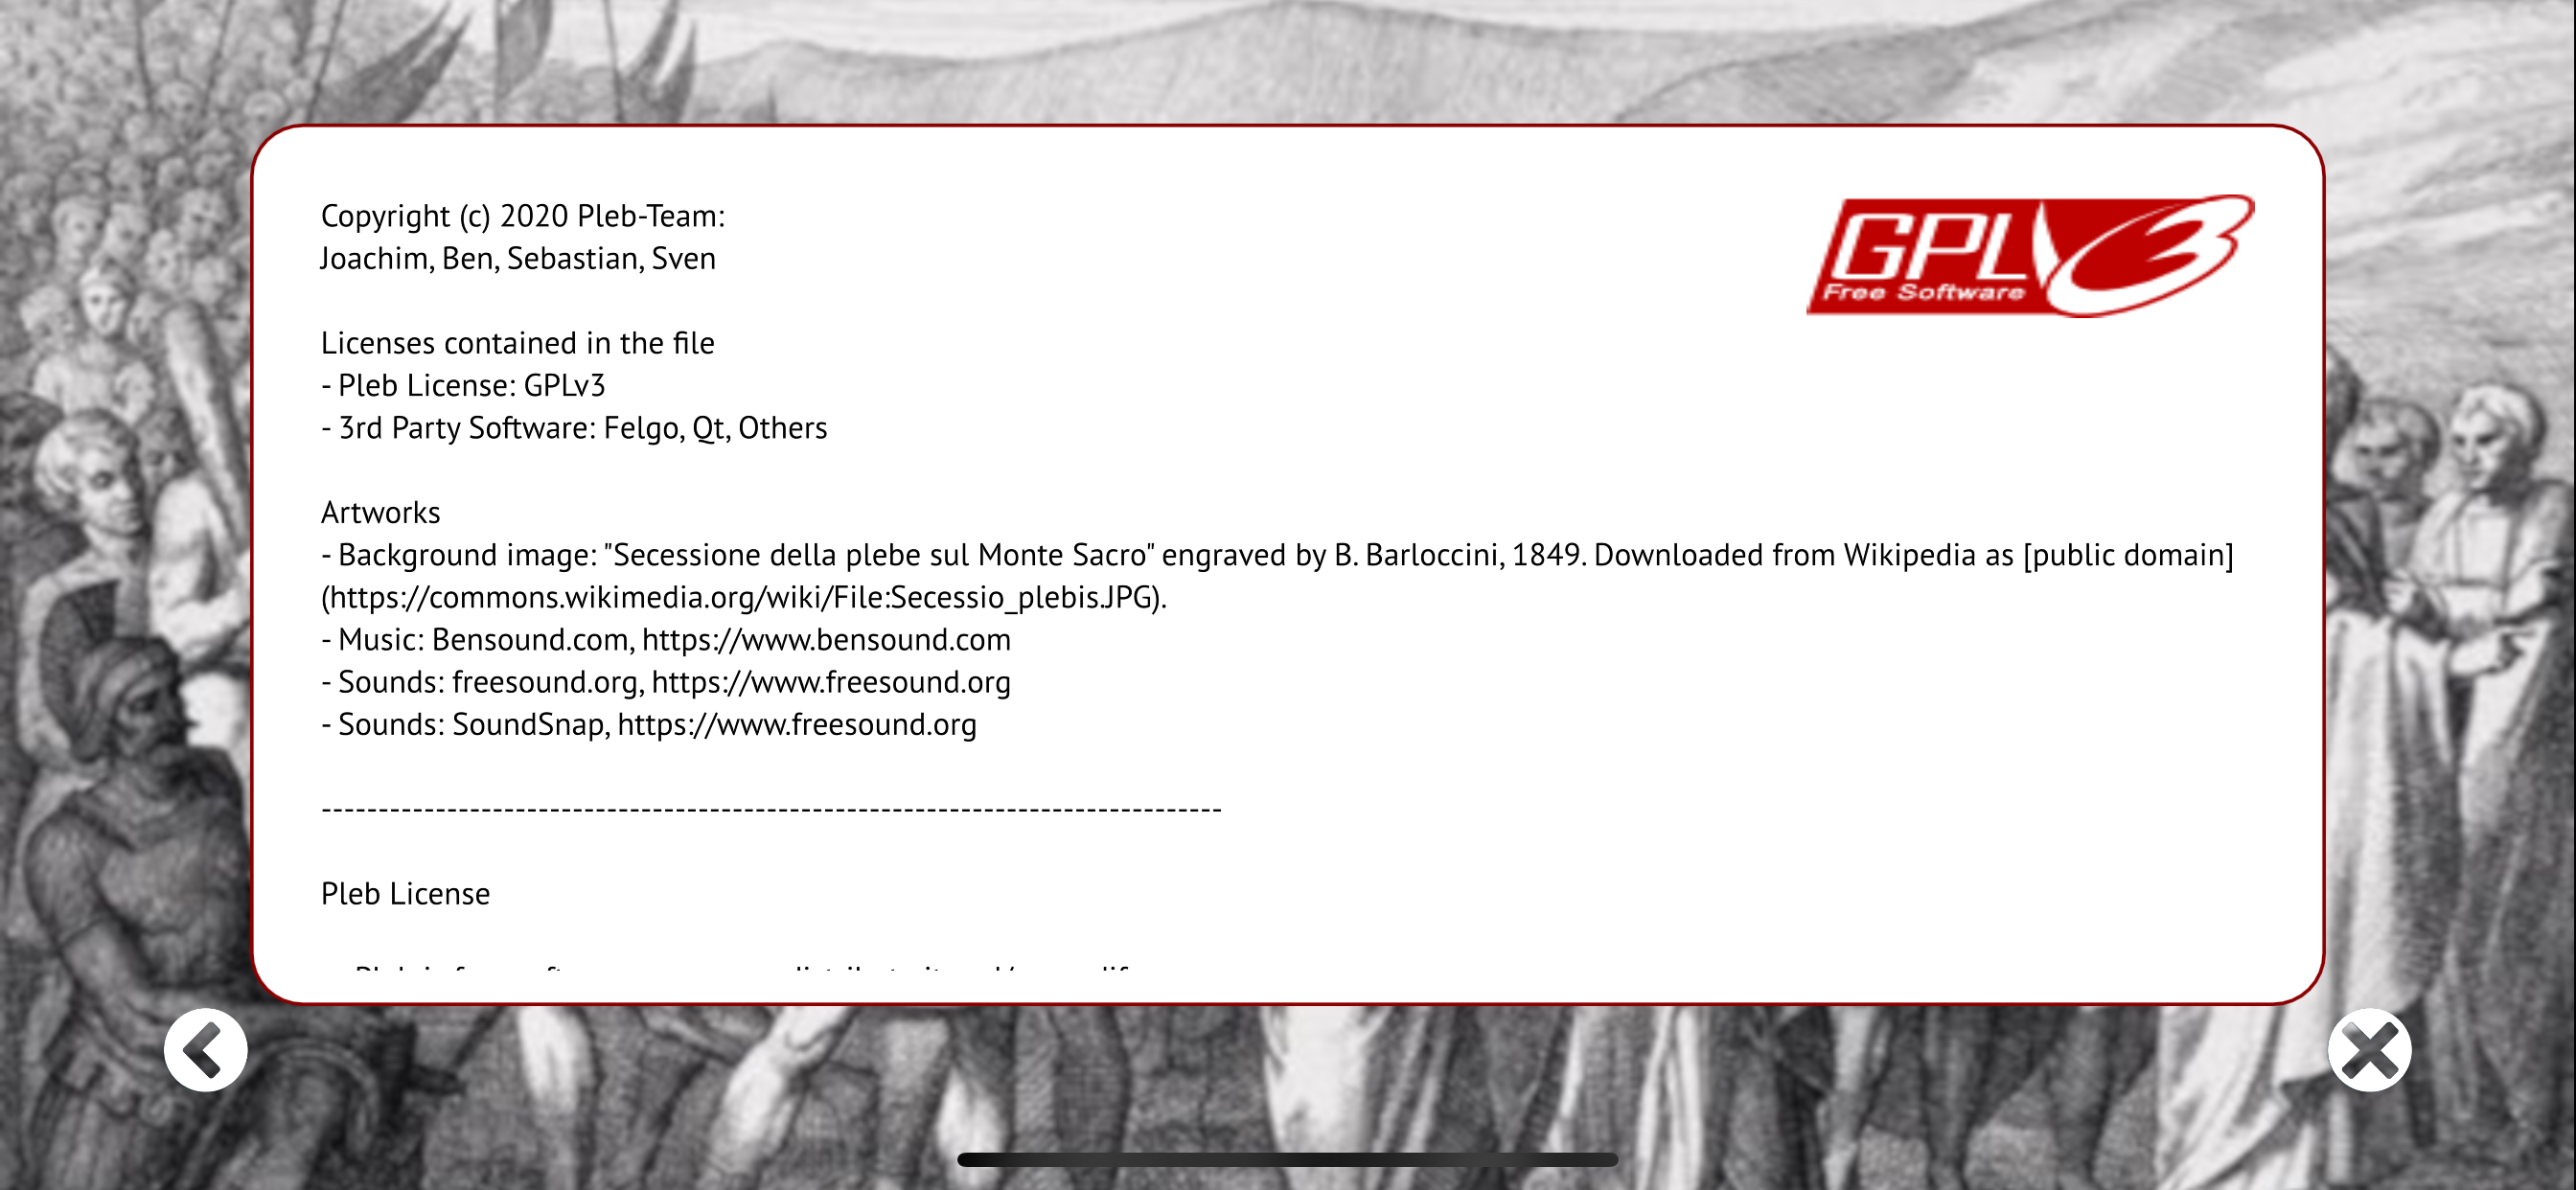 Copyright (c) 2020 Pleb-Team:
Joachim, Ben, Sebastian, Sven
GPLv3
Free Software
Licenses contained in the file
- Pleb License: GPLv3
- 3rd Party Software: Felgo, Qt, Others
Artworks
- Background image: "Secessione della plebe sul Monte Sacro" engraved by B. Barloccini, 1849. Downloaded from Wikipedia as [public domain]
(https://commons.wikimedia.org/wiki/File:Secessio_plebis.JPG).
- Music: Bensound.com, https://www.bensound.com
- Sounds: freesound.org, https://www.freesound.org
- Sounds: SoundSnap, https://www.freesound.org
--------------------------------------------------------------------------------
Pleb License